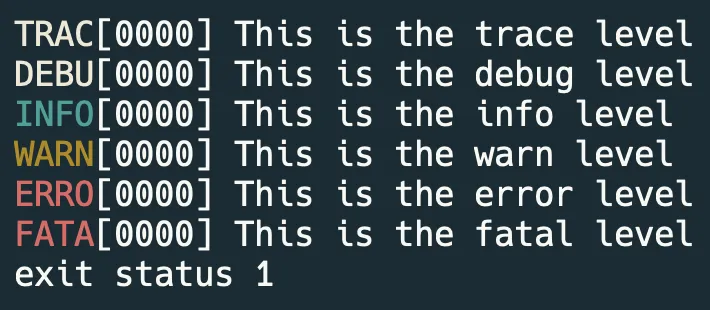 TRAC[0000] This is the trace level
DEBU[0000] This is the debug level
INFO[0000] This is the info level
WARN[0000] This is the warn level
ERRO[0000] This is the error level
FATA[0000] This is the fatal level
exit status 1